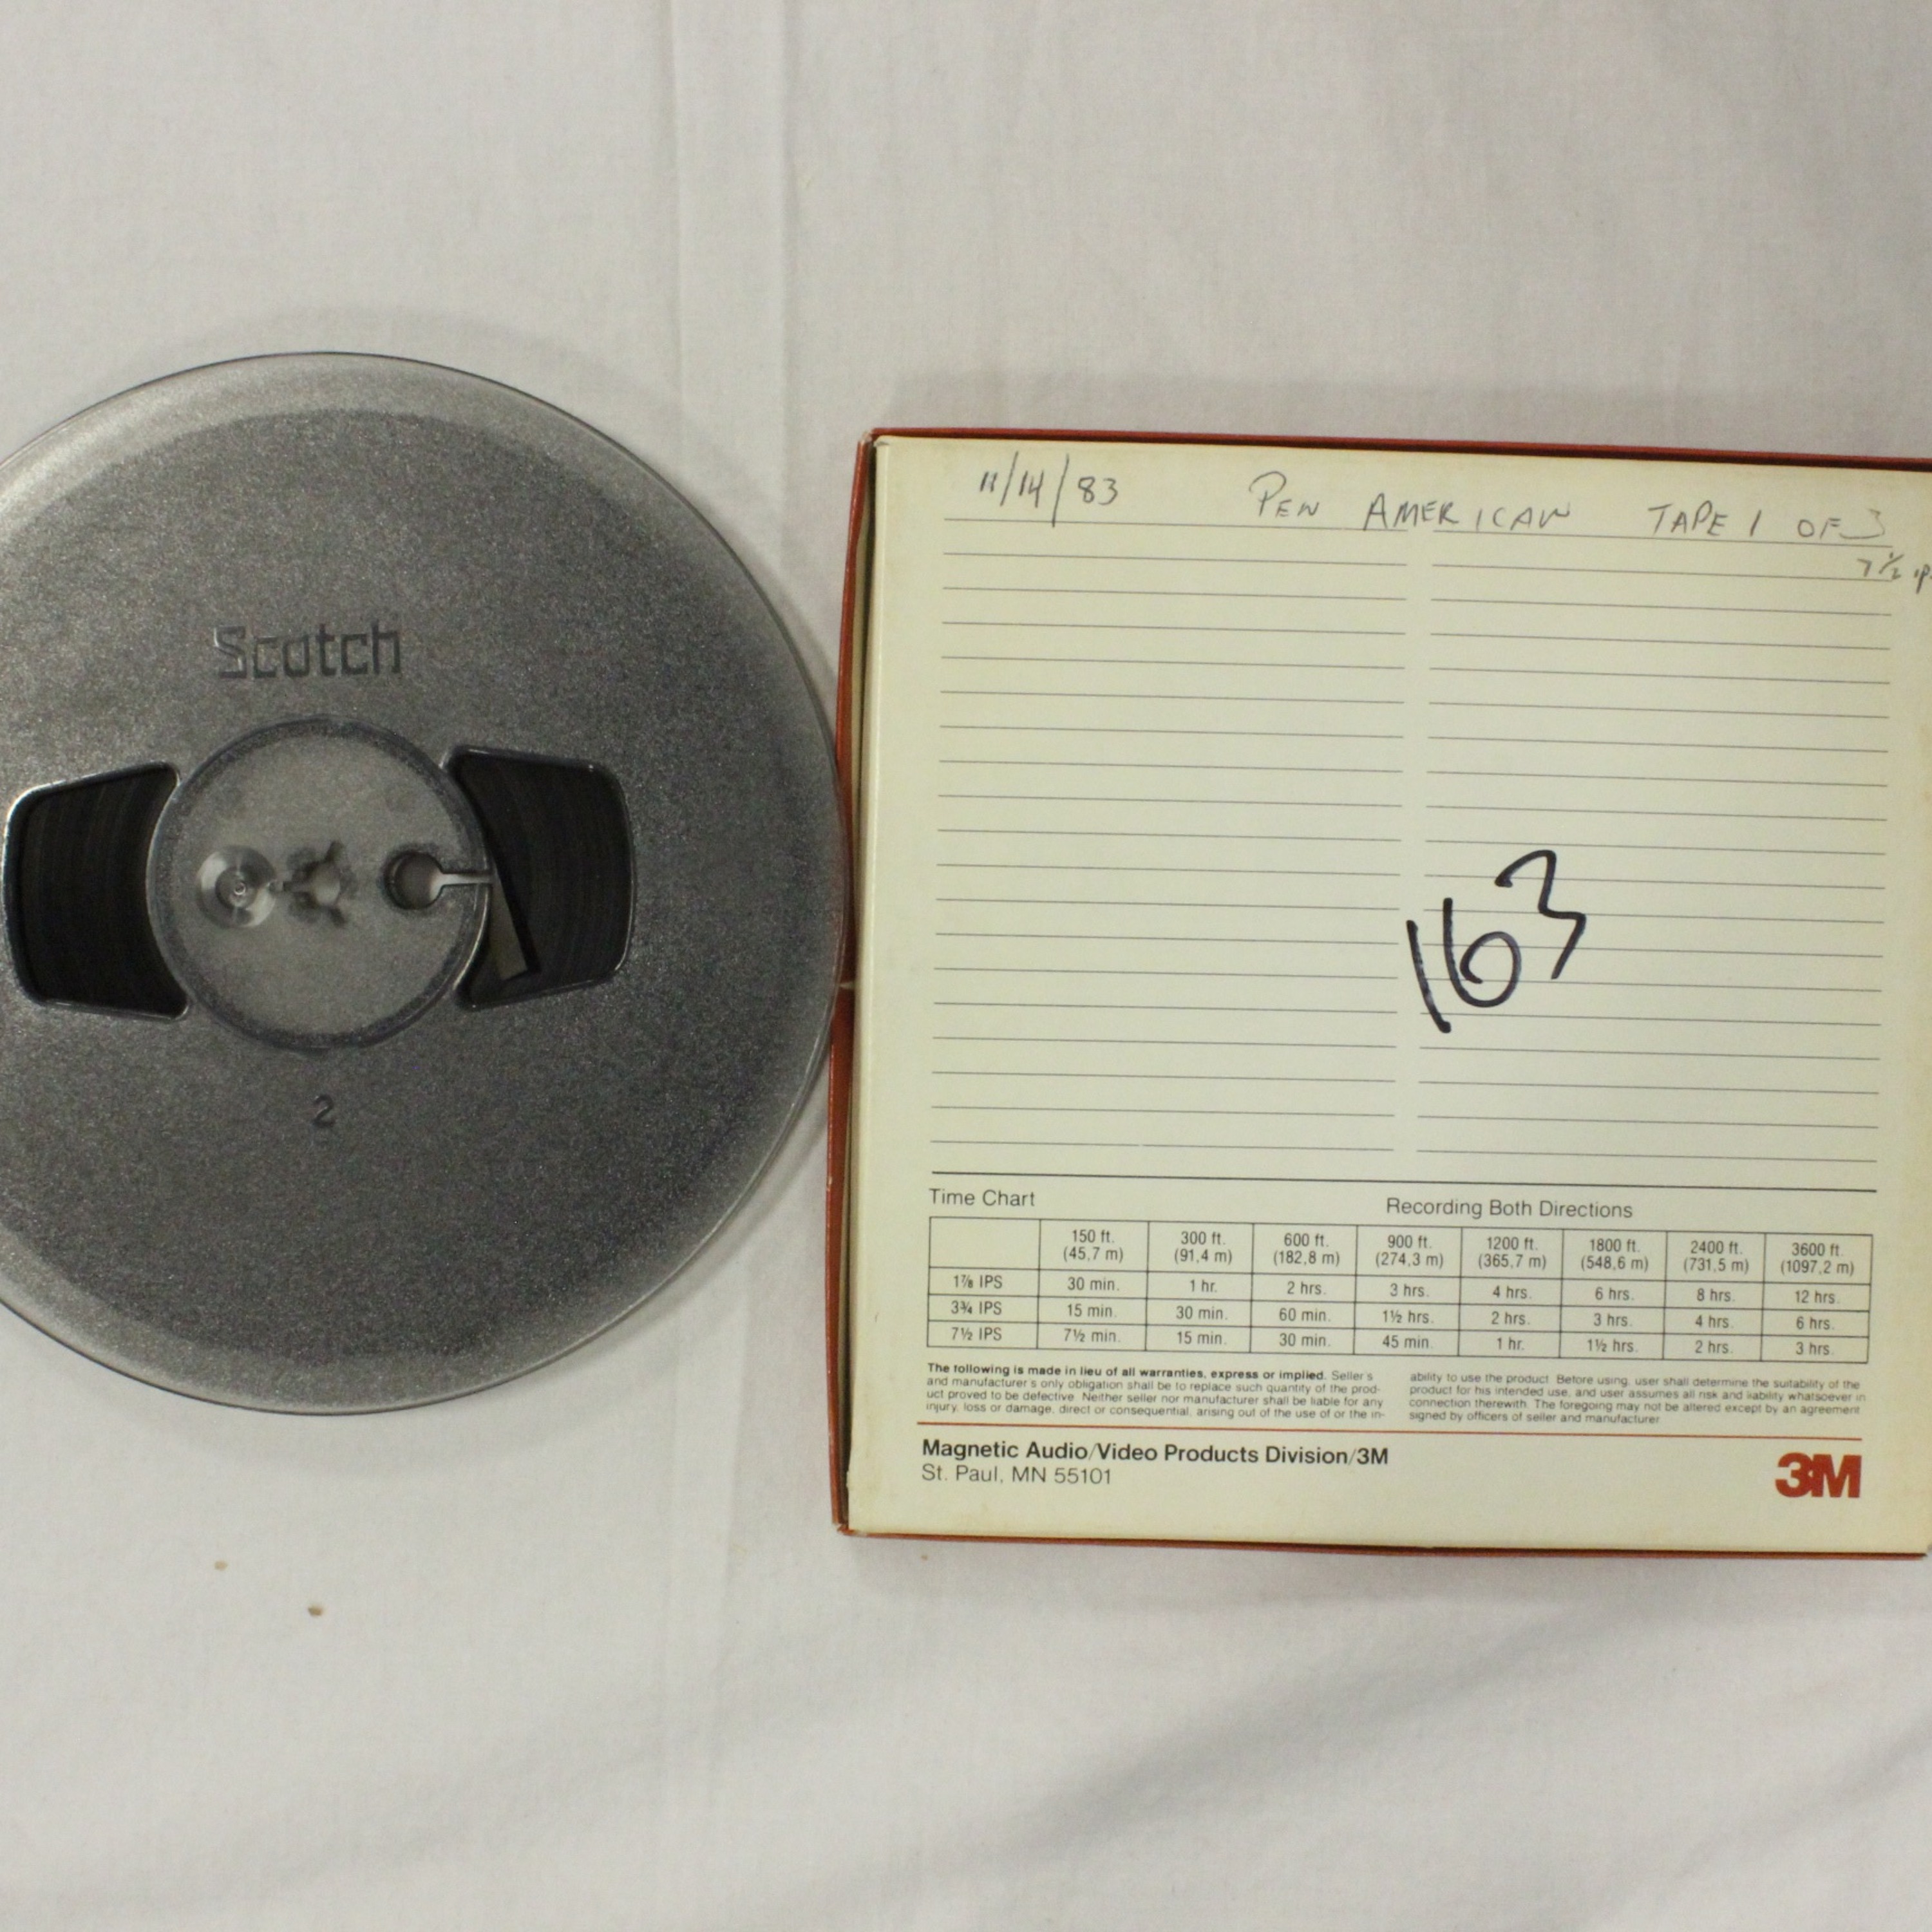 Scotch
2
11/14/83 PEN AMERICAN TAPE 1 OF 3
7 1/2 ip
163
Time Chart Recording Both Directions
150 ft. 300 ft. 600 ft. 900 ft. 1200 ft. 1800 ft. 2400 ft. 3600 ft.
(45,7 m) (91,4 m) (182,8 m) (274,3 m) (365,7 m) (548,6 m) (731,5 m) (1097,2 m)
1⅞ IPS 30 min. 1 hr. 2 hrs. 3 hrs. 4 hrs. 6 hrs. 8 hrs. 12 hrs.
3¾ IPS 15 min. 30 min. 60 min. 1½ hrs. 2 hrs. 3 hrs. 4 hrs. 6 hrs.
7½ IPS 7½ min. 15 min. 30 min. 45 min. 1 hr. 1½ hrs. 2 hrs. 3 hrs.
The following is made in lieu of all warranties, express or implied. Seller's
and manufacturer's only obligation shall be to replace such quantity of the prod-
uct proved to be defective. Neither seller nor manufacturer shall be liable for any
injury, loss or damage, direct or consequential, arising out of the use of or the in-
ability to use the product. Before using, user shall determine the suitability of the
product for his intended use, and user assumes all risk and liability whatsoever in
connection therewith. The foregoing may not be altered except by an agreement
signed by officers of seller and manufacturer.
Magnetic Audio/Video Products Division/3M
St. Paul, MN 55101
3M